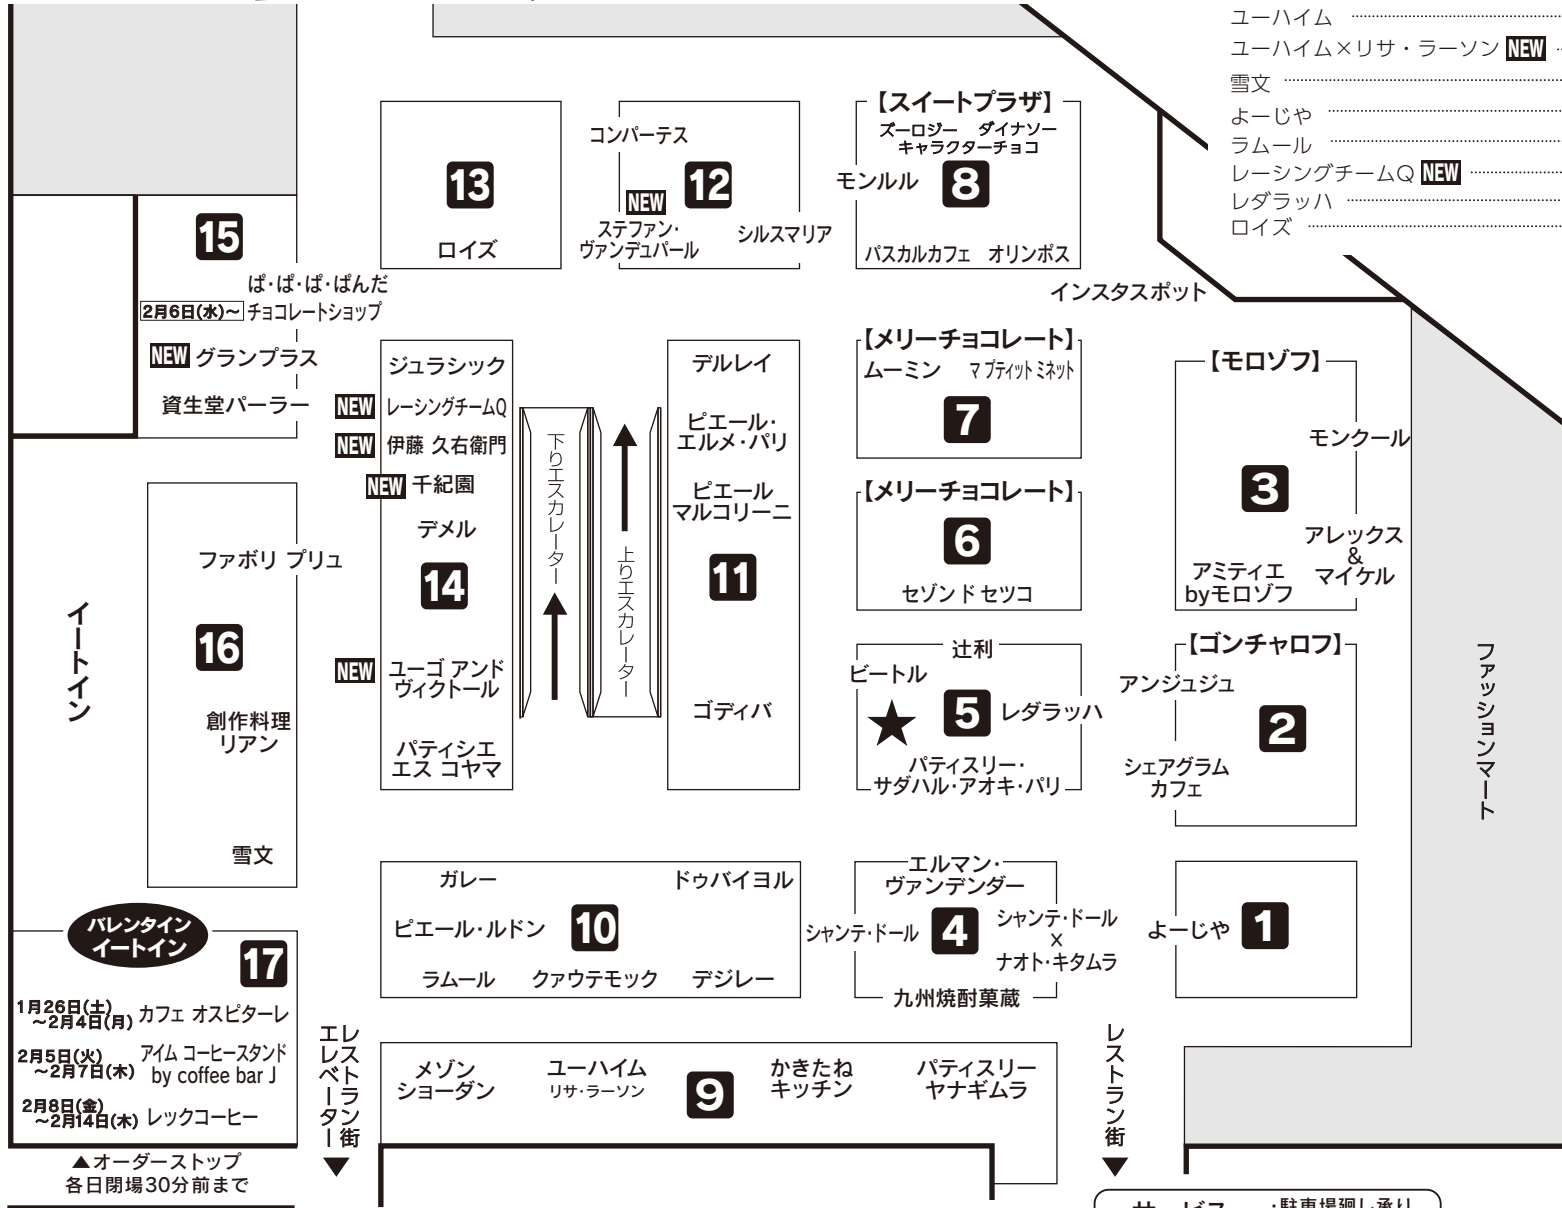 ユーハイム
ユーハイム×リサ・ラーソン NEW
雪文
よーじや
ラムール
レーシングチームQ NEW
レダラッハ
ロイズ
13
ロイズ
コンパーテス
12
NEW
ステファン・
ヴァンデュパール
シルスマリア
【スイートプラザ】
ズーロジー ダイナソー
キャラクターチョコ
モンルル
8
パスカルカフェ オリンポス
インスタスポット
15
ぱ・ぱ・ぱ・ぱんだ
2月6日(水)~ チョコレートショップ
NEW グランプラス
資生堂パーラー
ジュラシック
NEW レーシングチームQ
NEW 伊藤 久右衛門
NEW 千紀園
デメル
14
NEW ユーゴ アンド
ヴィクトール
パティシエ
エス コヤマ
下りエスカレーター
上りエスカレーター
デルレイ
ピエール・
エルメ・パリ
ピエール
マルコリーニ
11
ゴディバ
【メリーチョコレート】
ムーミン マ プティット ミネット
7
【メリーチョコレート】
6
セゾン ド セツコ
【モロゾフ】
モンクール
3
アレックス
&
マイケル
アミティエ
byモロゾフ
辻利
ビートル
★
5
レダラッハ
パティスリー・
サダハル・アオキ・パリ
【ゴンチャロフ】
アンジュジュ
2
シェアグラム
カフェ
ファッションマート
イートイン
ファボリ プリュ
16
創作料理
リアン
雪文
ガレー
ドゥバイヨル
ピエール・ルドン
10
ラムール
クァウテモック
デジレー
エルマン・
ヴァンデンダー
シャンテ・ドール
4
シャンテ・ドール
×
ナオト・キタムラ
九州焼酎菓蔵
よーじや
1
バレンタイン
イートイン
17
1月26日(土)
~2月4日(月) カフェ オスピターレ
2月5日(火)
~2月7日(木)
アイム コーヒースタンド
by coffee bar J
2月8日(金)
~2月14日(木) レックコーヒー
▲オーダーストップ
各日閉場30分前まで
レストラン街
エレベーター
▼
メゾン
ショーダン
ユーハイム
リサ・ラーソン
9
かきたね
キッチン
パティスリー
ヤナギムラ
レストラン街
▼